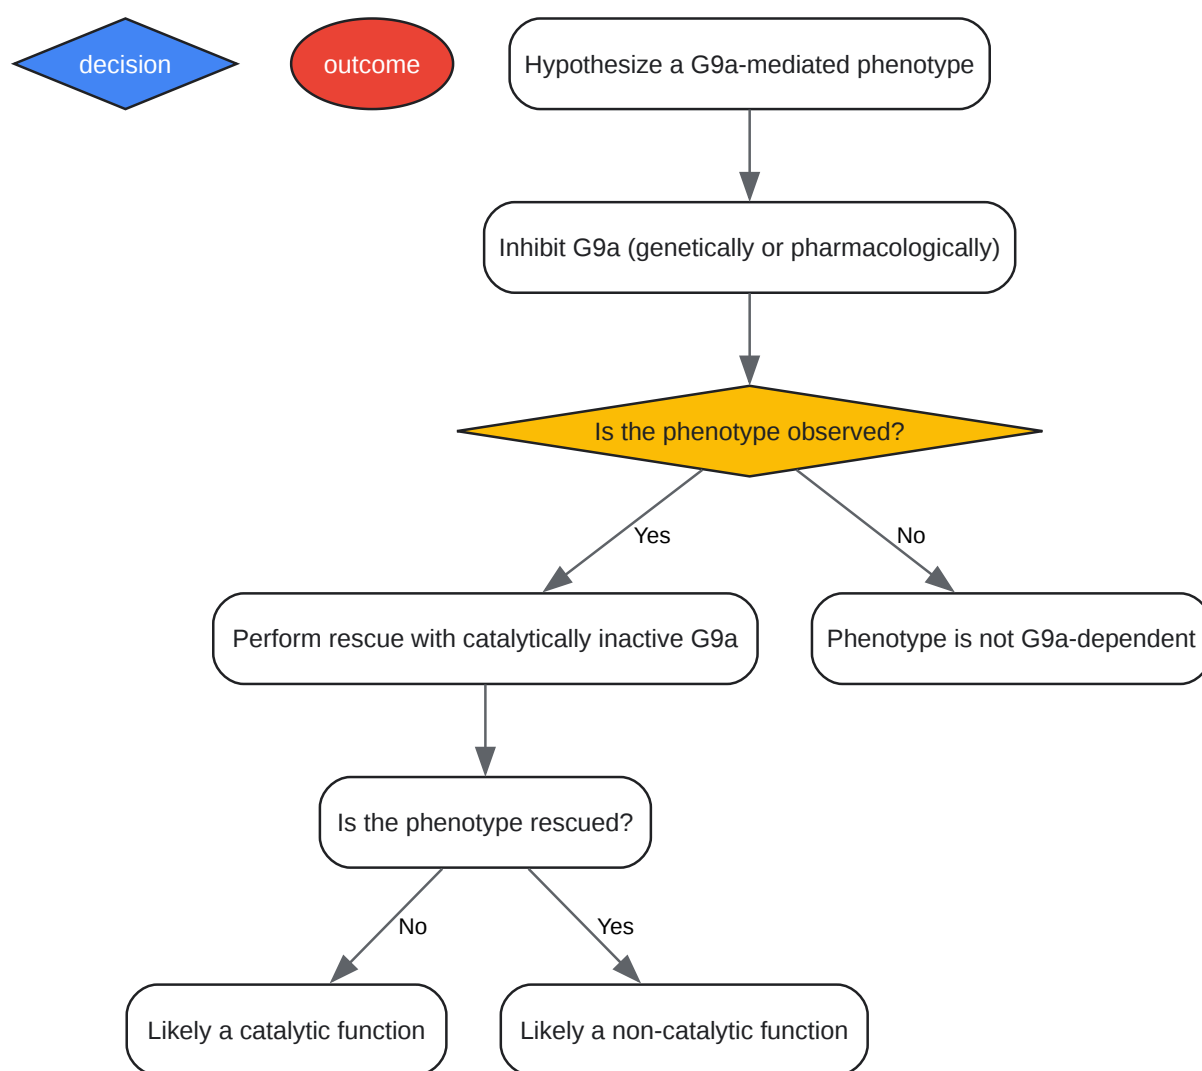 decision
outcome
Hypothesize a G9a-mediated phenotype
Inhibit G9a (genetically or pharmacologically)
Is the phenotype observed?
Yes
No
Perform rescue with catalytically inactive G9a
Phenotype is not G9a-dependent
Is the phenotype rescued?
No
Yes
Likely a catalytic function
Likely a non-catalytic function